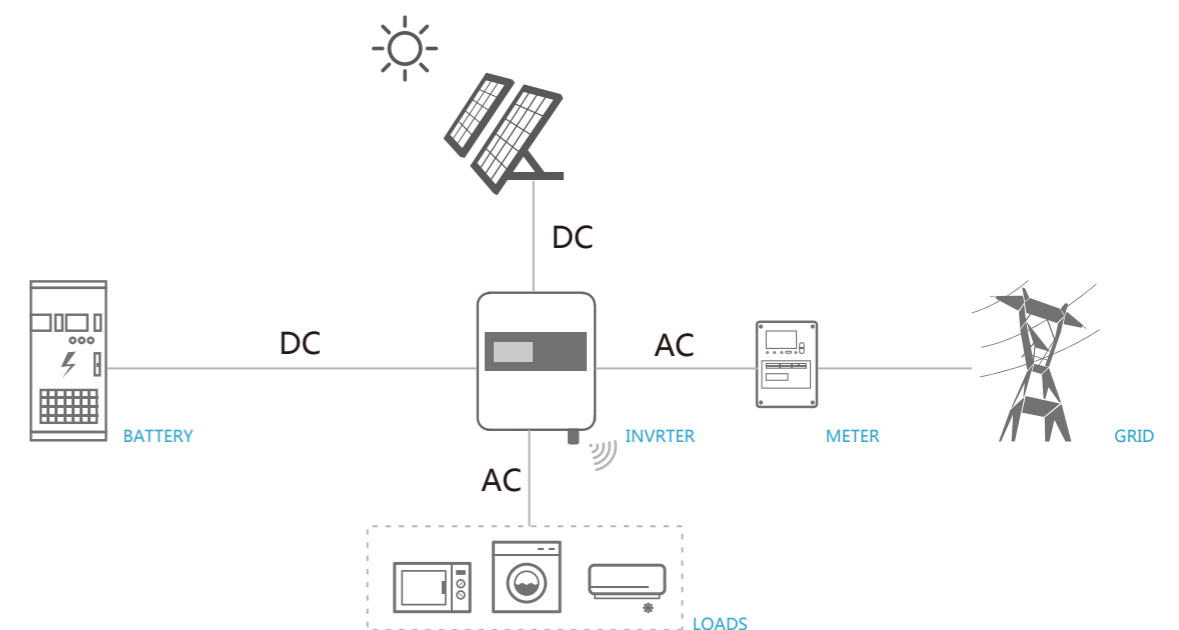 DC
DC
AC
BATTERY
INVRTER
METER
GRID
AC
LOADS